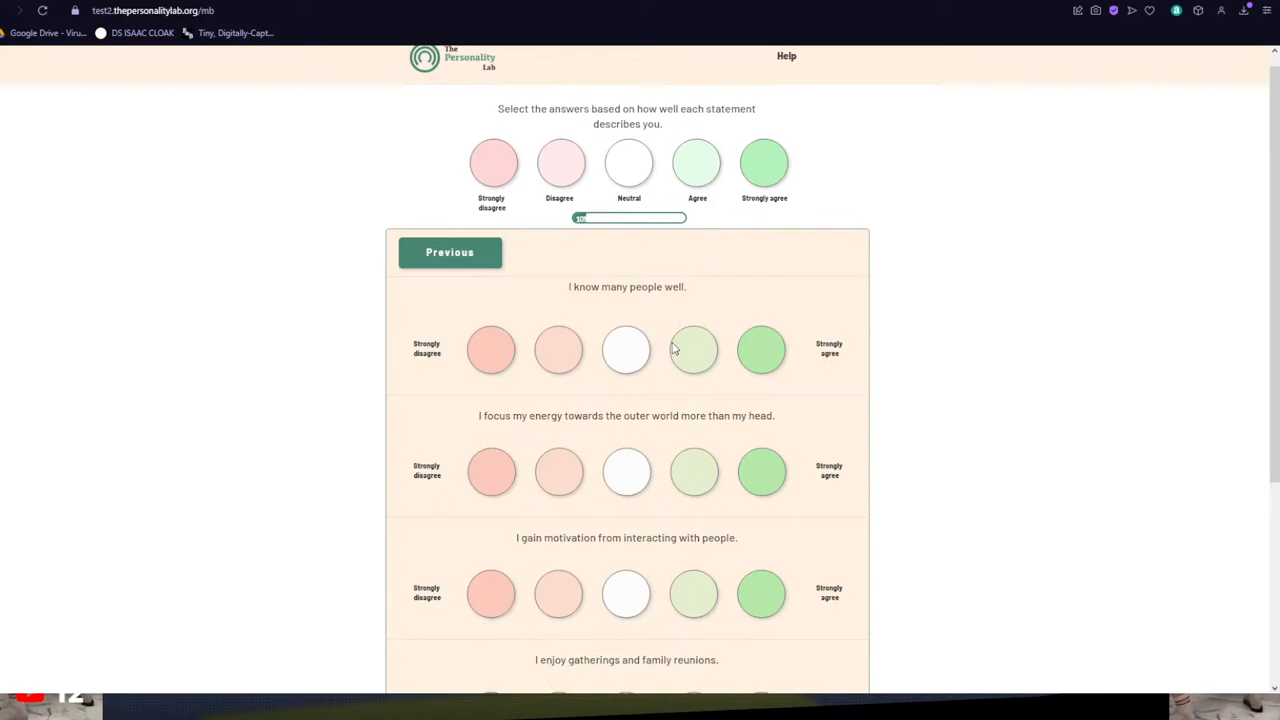 test2.thepersonalitylab.org/mb
Google Drive - Viru...
DS ISAAC CLOAK
Tiny, Digitally-Capt...
The
Personality
Lab
Help
Select the answers based on how well each statement
describes you.
Strongly
disagree
Disagree
Neutral
Agree
Strongly agree
Previous
I know many people well.
Strongly
disagree
Strongly
agree
I focus my energy towards the outer world more than my head.
Strongly
disagree
Strongly
agree
I gain motivation from interacting with people.
Strongly
disagree
Strongly
agree
I enjoy gatherings and family reunions.